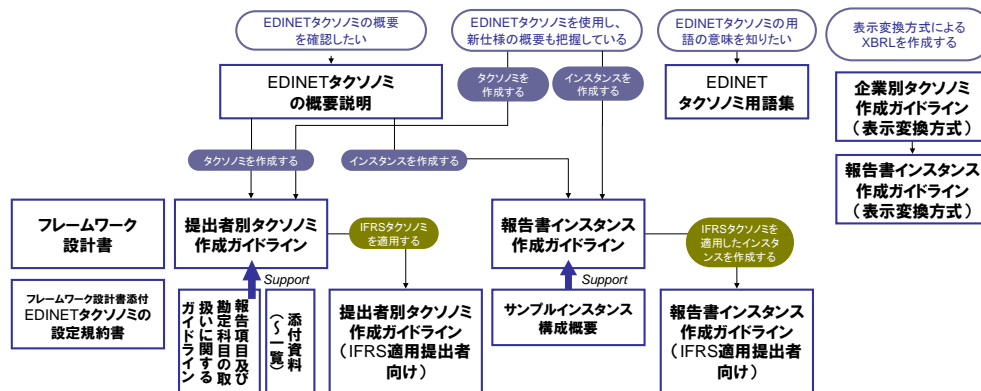 EDINETタクソノミの概要
を確認したい
EDINETタクソノミを使用し、
新仕様の概要も把握している
EDINETタクソノミの用
語の意味を知りたい
表示変換方式による
XBRLを作成する
EDINETタクソノミ
の概要説明
タクソノミを
作成する
インスタンスを
作成する
EDINET
タクソノミ用語集
企業別タクソノミ
作成ガイドライン
(表示変換方式)
タクソノミを作成する
インスタンスを作成する
報告書インスタンス
作成ガイドライン
(表示変換方式)
フレームワーク
設計書
提出者別タクソノミ
作成ガイドライン
IFRSタクソノミ
を適用する
報告書インスタンス
作成ガイドライン
IFRSタクソノミを
適用したインスタ
ンスを作成する
Support
Support
フレームワーク設計書添付
EDINETタクソノミの
設定規約書
報告項目及び
勘定科目の取
扱いに関する
ガイドライン
添付資料
(~一覧)
提出者別タクソノミ
作成ガイドライン
(IFRS適用提出者
向け)
サンプルインスタンス
構成概要
報告書インスタンス
作成ガイドライン
(IFRS適用提出者
向け)